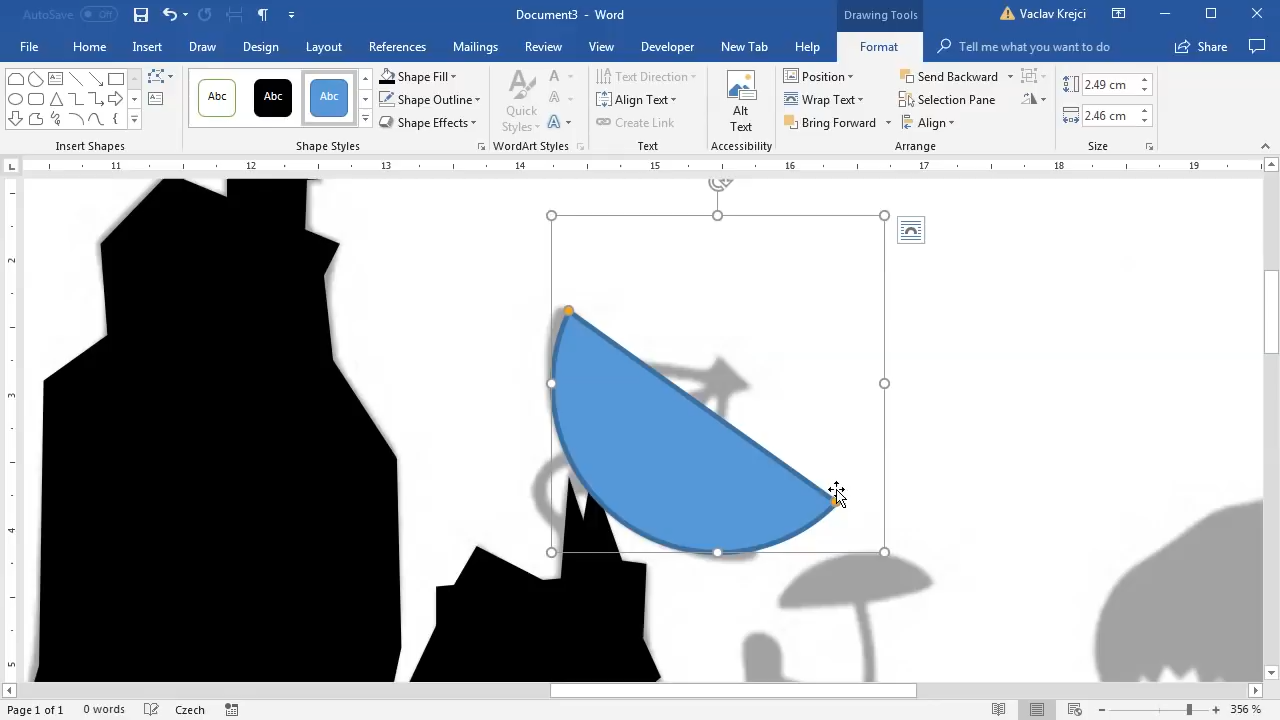 AutoSave Off
Document3 - Word
Drawing Tools
Vaclav Krejci
File Home Insert Draw Design Layout References Mailings Review View Developer New Tab Help Format Tell me what you want to do Share
Abc Abc Abc
Shape Fill
Shape Outline
Shape Effects
Quick
Styles
A
A
A
A
Text Direction
Align Text
Create Link
Alt
Text
Position
Wrap Text
Bring Forward
Send Backward
Selection Pane
Align
2.49 cm
2.46 cm
Insert Shapes Shape Styles WordArt Styles Text Accessibility Arrange Size
11 12 13 14 15 16 17 18 19
2
3
4
5
Page 1 of 1 0 words Czech 356 %